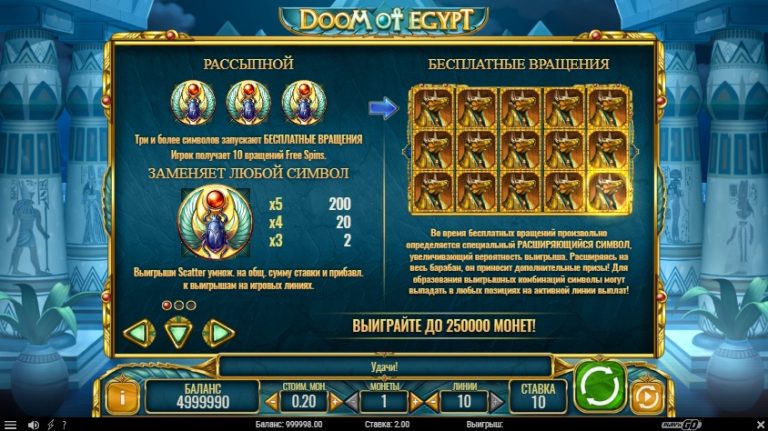 DOOM OF EGYPT
РАССЫПНОЙ
Три и более символов запускают БЕСПЛАТНЫЕ ВРАЩЕНИЯ
Игрок получает 10 вращений Free Spins.
ЗАМЕНЯЕТ ЛЮБОЙ СИМВОЛ
x5 200
x4 20
x3 2
Выигрыши Scatter умнож. на общ. сумму ставки и прибавл.
к выигрышам на игровых линиях.
БЕСПЛАТНЫЕ ВРАЩЕНИЯ
Во время бесплатных вращений произвольно
определяется специальный РАСШИРЯЮЩИЙСЯ СИМВОЛ,
увеличивающий вероятность выигрыша. Расширяясь на
весь барабан, он приносит дополнительные призы! Для
образования выигрышных комбинаций символы могут
выпадать в любых позициях на активной линии выплат!
ВЫИГРАЙТЕ ДО 250000 МОНЕТ!
Удачи!
БАЛАНС СТОИМ. МОН. МОНЕТЫ ЛИНИИ СТАВКА
4999990 0.20 1 10 10
Баланс: 999998.00 Ставка: 2.00 Выигрыш:
PLAY'N GO